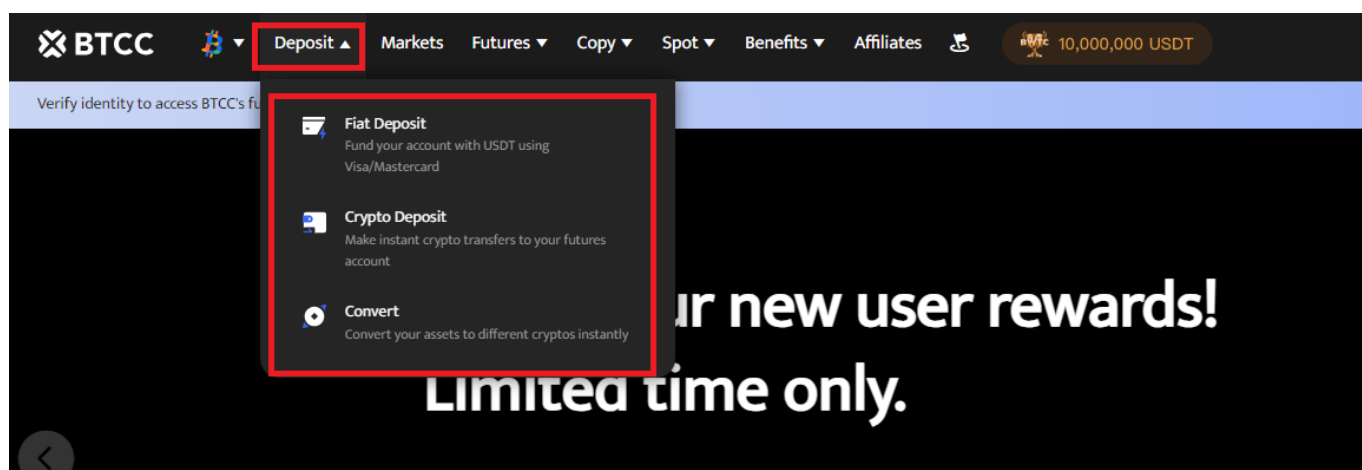 BTCC
Deposit
Markets
Futures
Copy
Spot
Benefits
Affiliates
10,000,000 USDT
Verify identity to access BTCC's
Fiat Deposit
Fund your account with USDT using
Visa/Mastercard
Crypto Deposit
Make instant crypto transfers to your futures
account
Convert
Convert your assets to different cryptos instantly
new user rewards!
Limited time only.